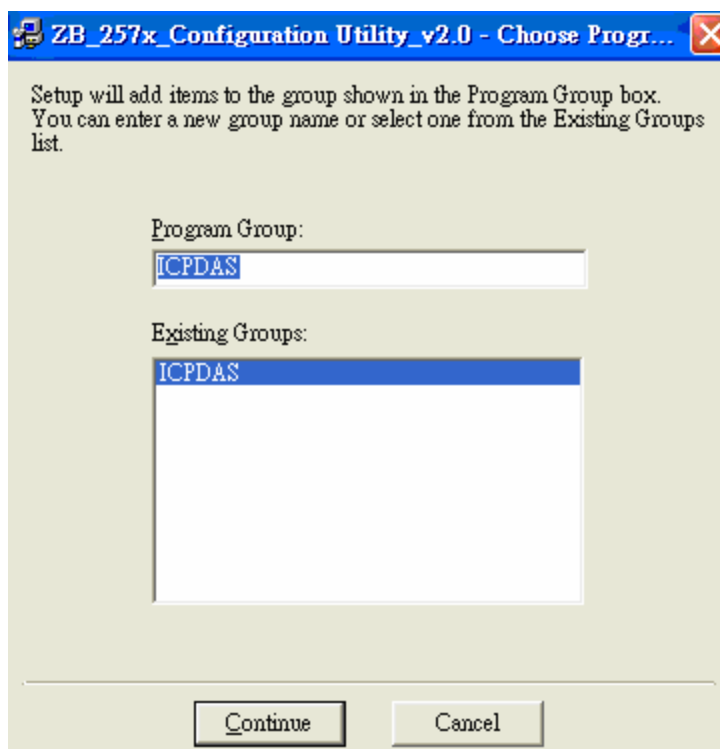 ZB_257x_Configuration Utility_v2.0 - Choose Progr...
Setup will add items to the group shown in the Program Group box.
You can enter a new group name or select one from the Existing Groups
list.
Program Group:
ICPDAS
Existing Groups:
ICPDAS
Continue
Cancel